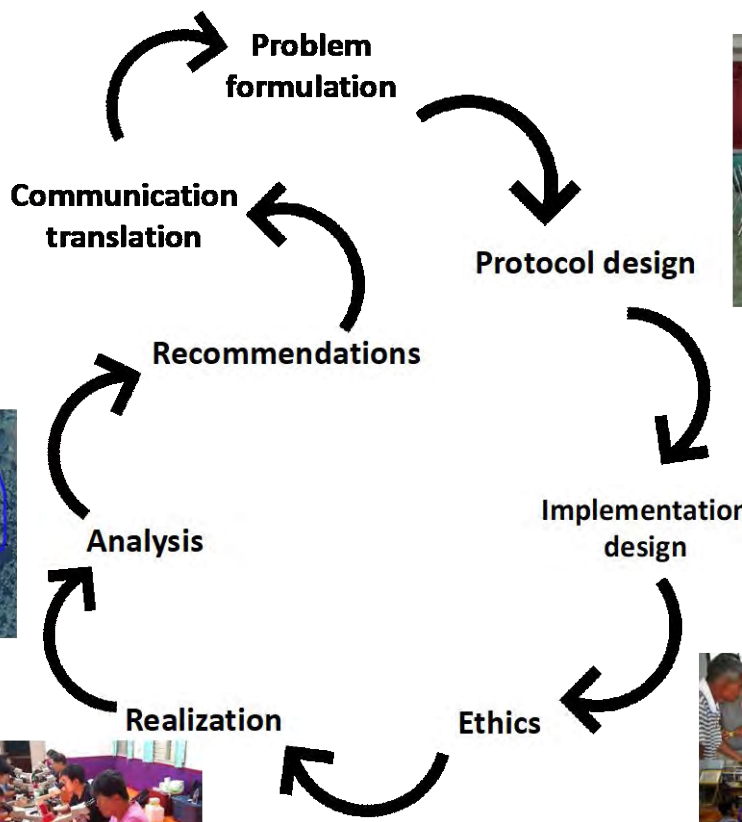 Problem
formulation
Protocol design
Implementation
design
Ethics
Realization
Analysis
Recommendations
Communication
translation